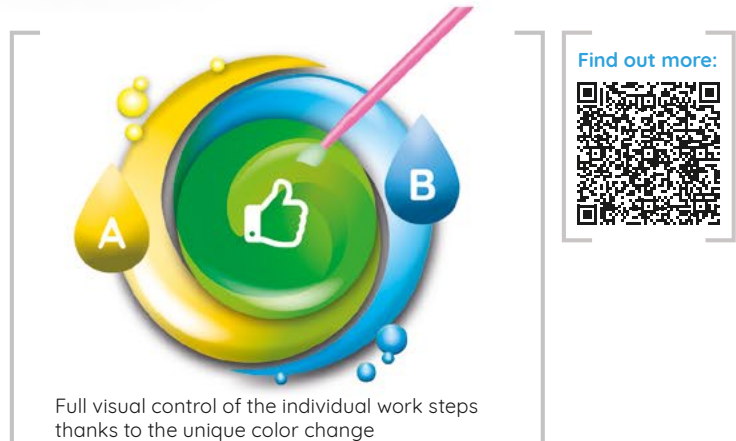 Find out more:
A
B
Full visual control of the individual work steps
thanks to the unique color change